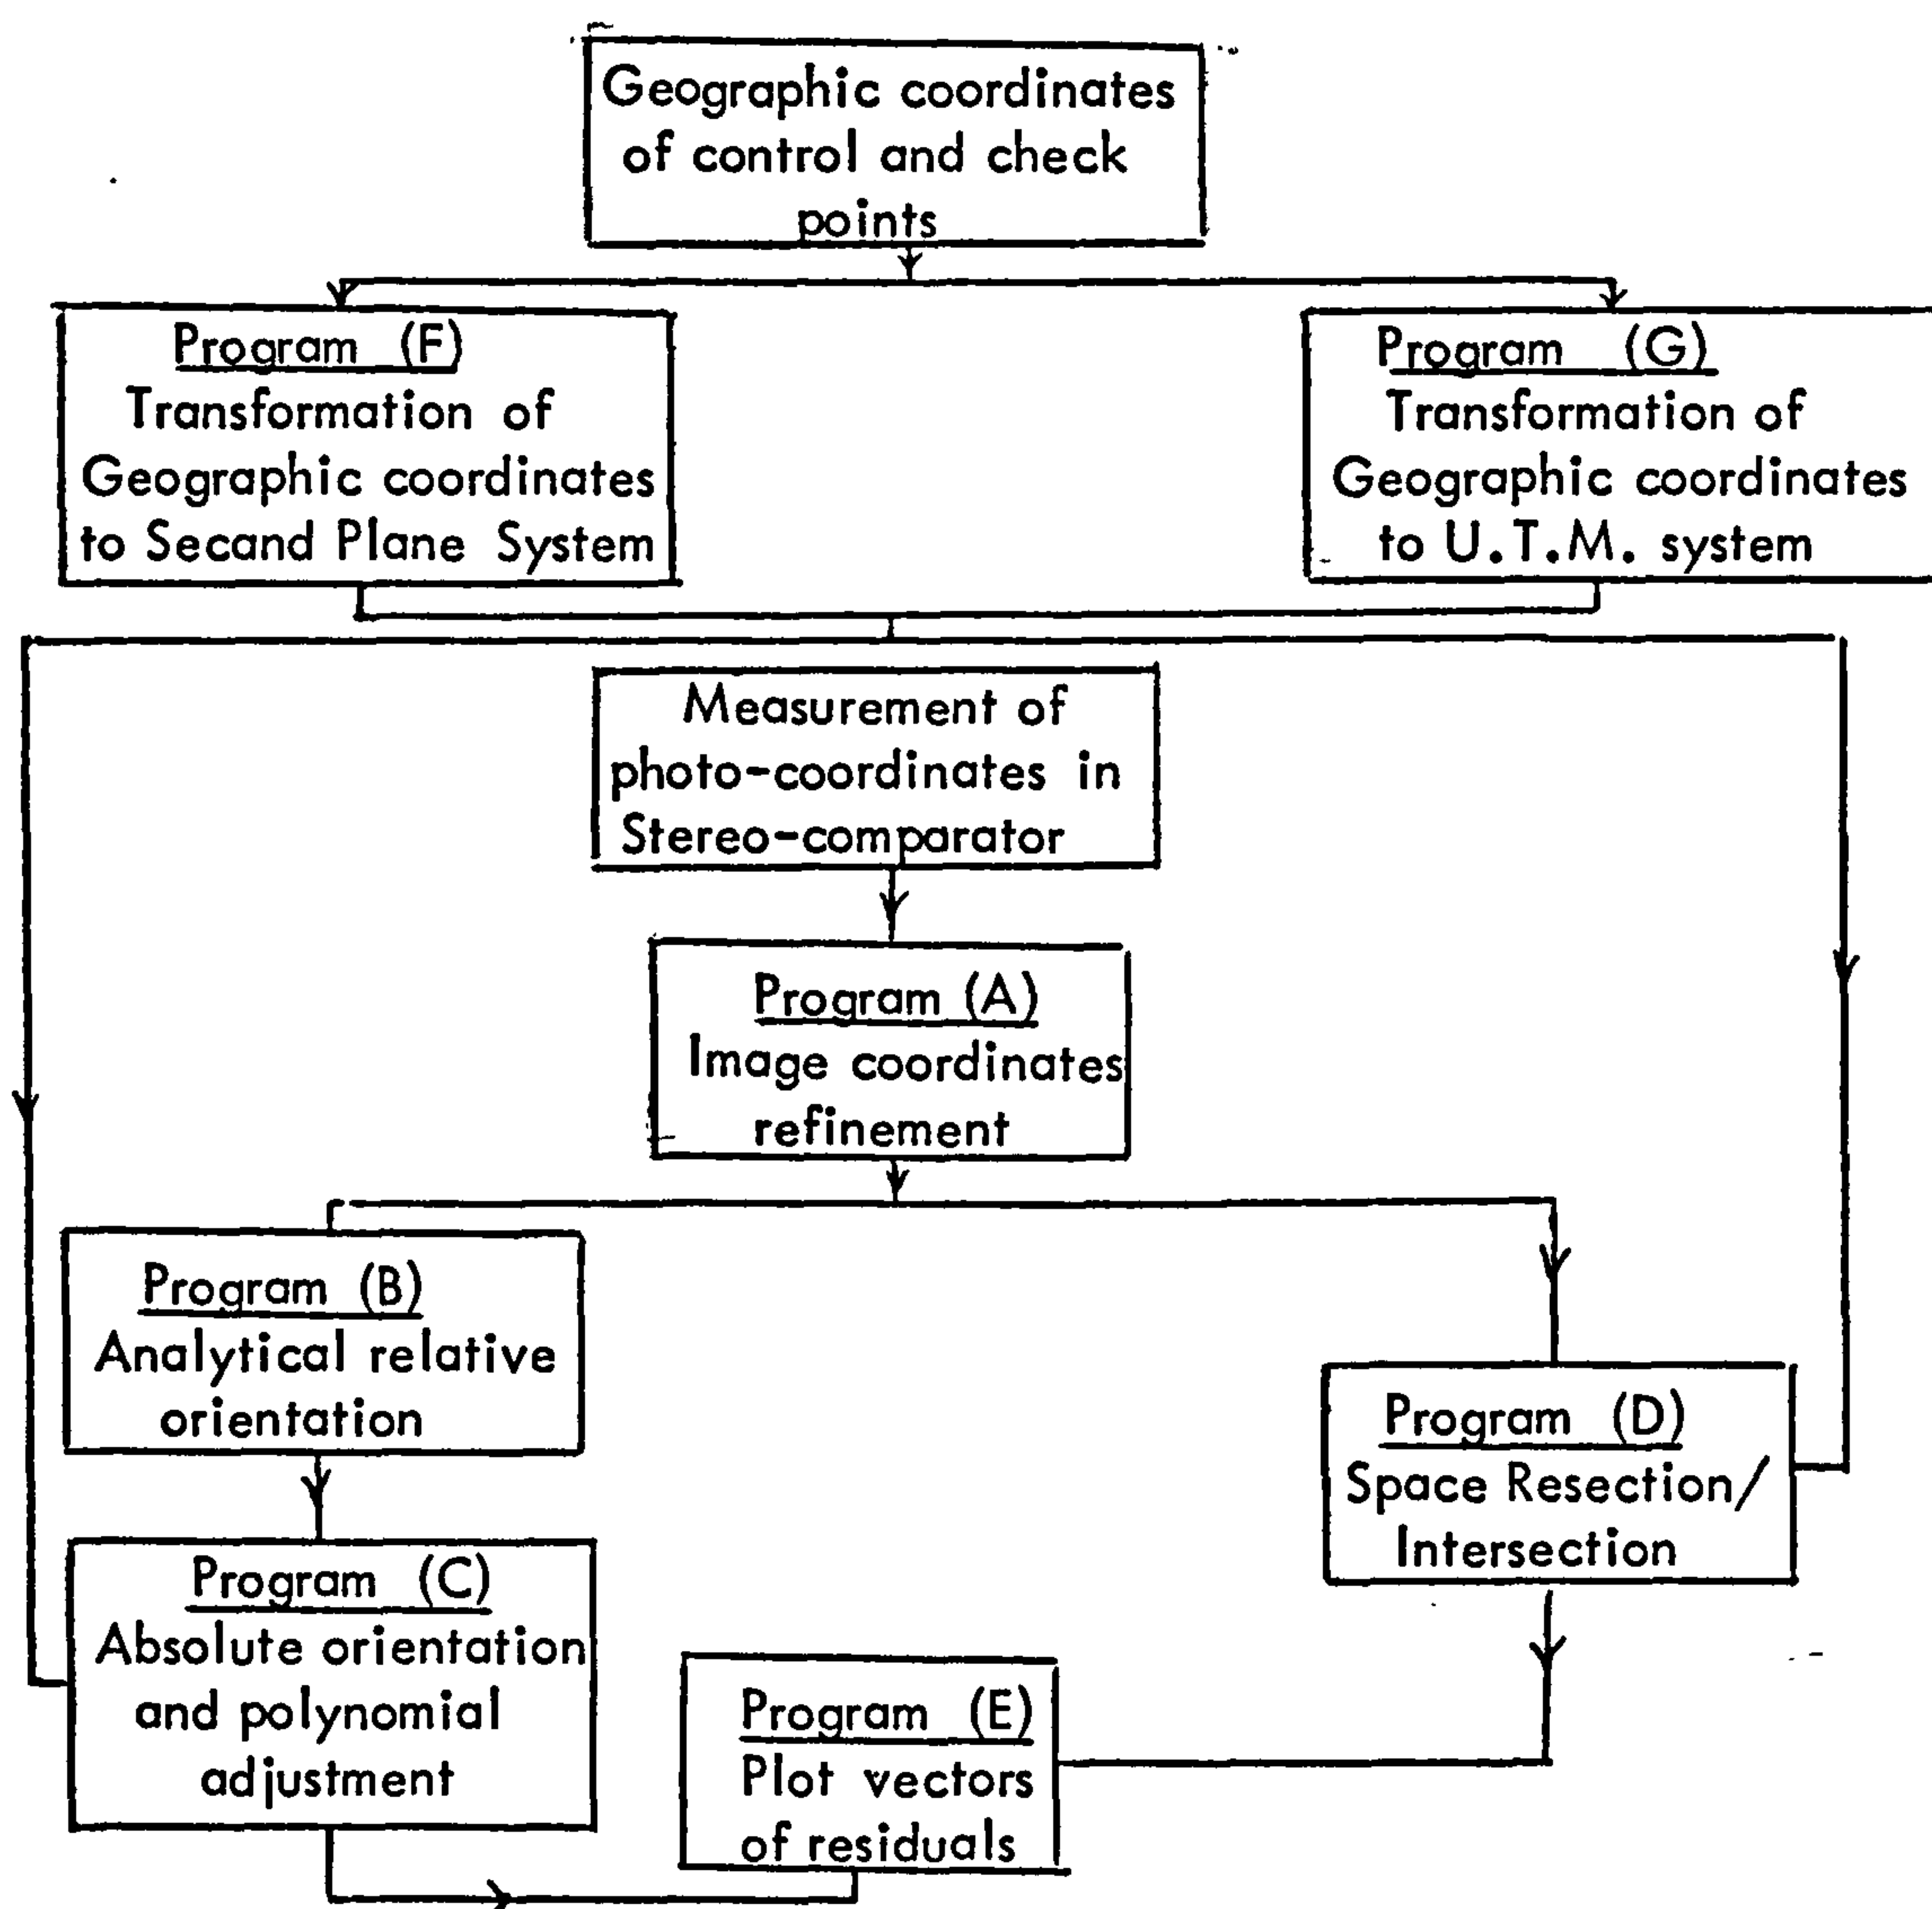 Geographic coordinates
of control and check
points
Program (F)
Transformation of
Geographic coordinates
to Secand Plane System
Program (G)
Transformation of
Geographic coordinates
to U.T.M. system
Measurement of
photo-coordinates in
Stereo-comparator
Program (A)
Image coordinates
refinement
Program (B)
Analytical relative
orientation
Program (D)
Space Resection/
Intersection
Program (C)
Absolute orientation
and polynomial
adjustment
Program (E)
Plot vectors
of residuals